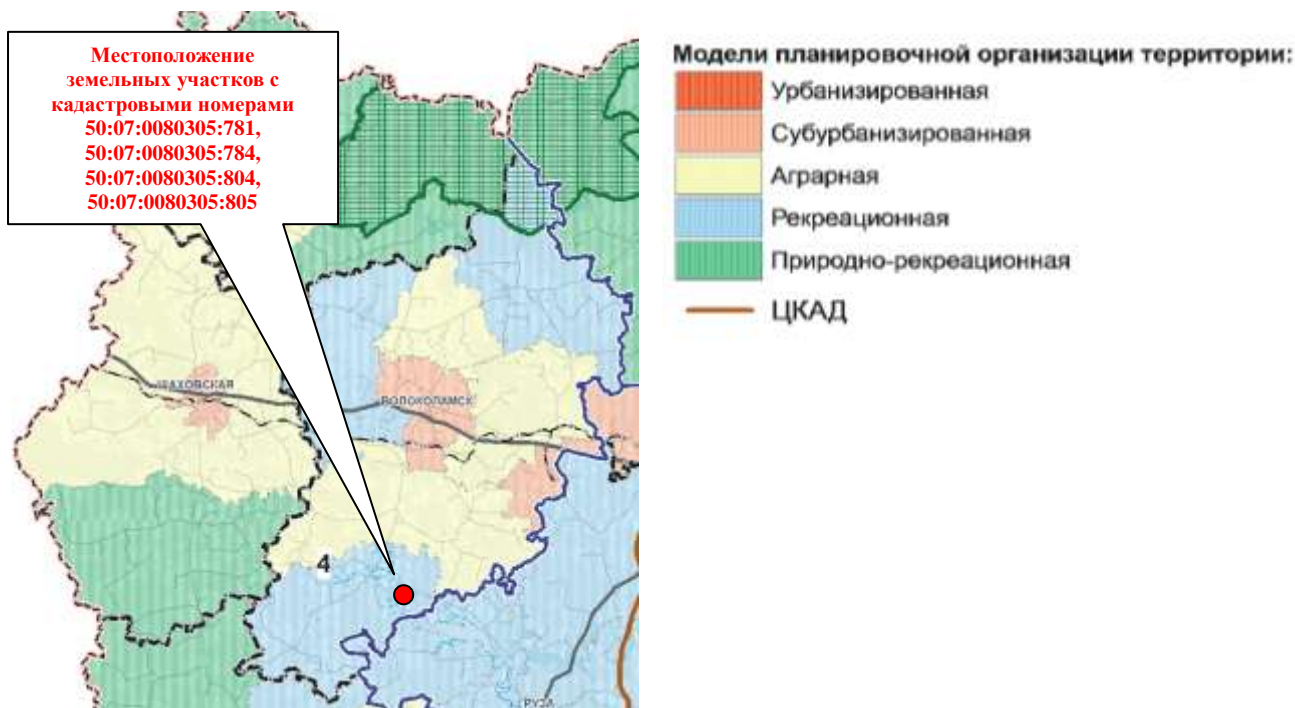 Местоположение
земельных участков с
кадастровыми номерами
50:07:0080305:781,
50:07:0080305:784,
50:07:0080305:804,
50:07:0080305:805
Модели планировочной организации территории:
Урбанизированная
Субурбанизированная
Аграрная
Рекреационная
Природно-рекреационная
ЦКАД
ВОЛОКОЛАМСК
4
РУЗА